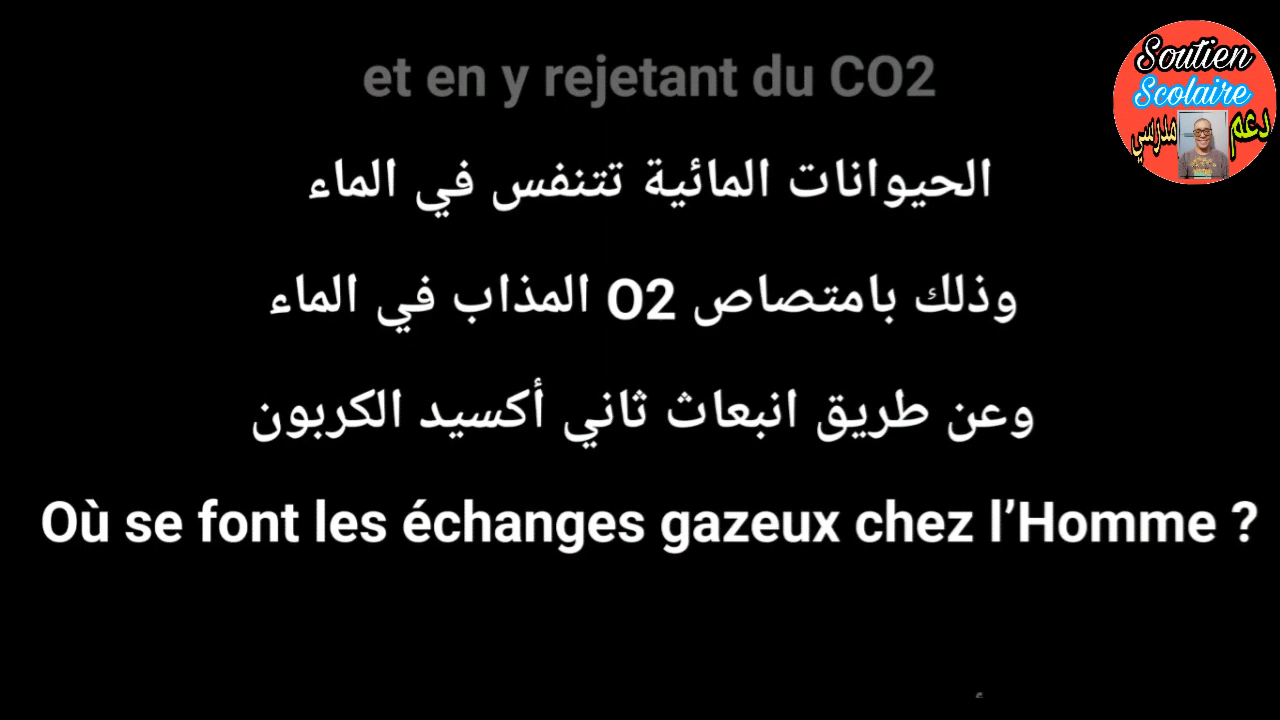 et en y rejetant du CO2
الحيوانات المائية تتنفس في الماء
وذلك بامتصاص O2 المذاب في الماء
وعن طريق انبعاث ثاني أكسيد الكربون
Où se font les échanges gazeux chez l’Homme ?
Soutien
Scolaire
دعم مدرسي